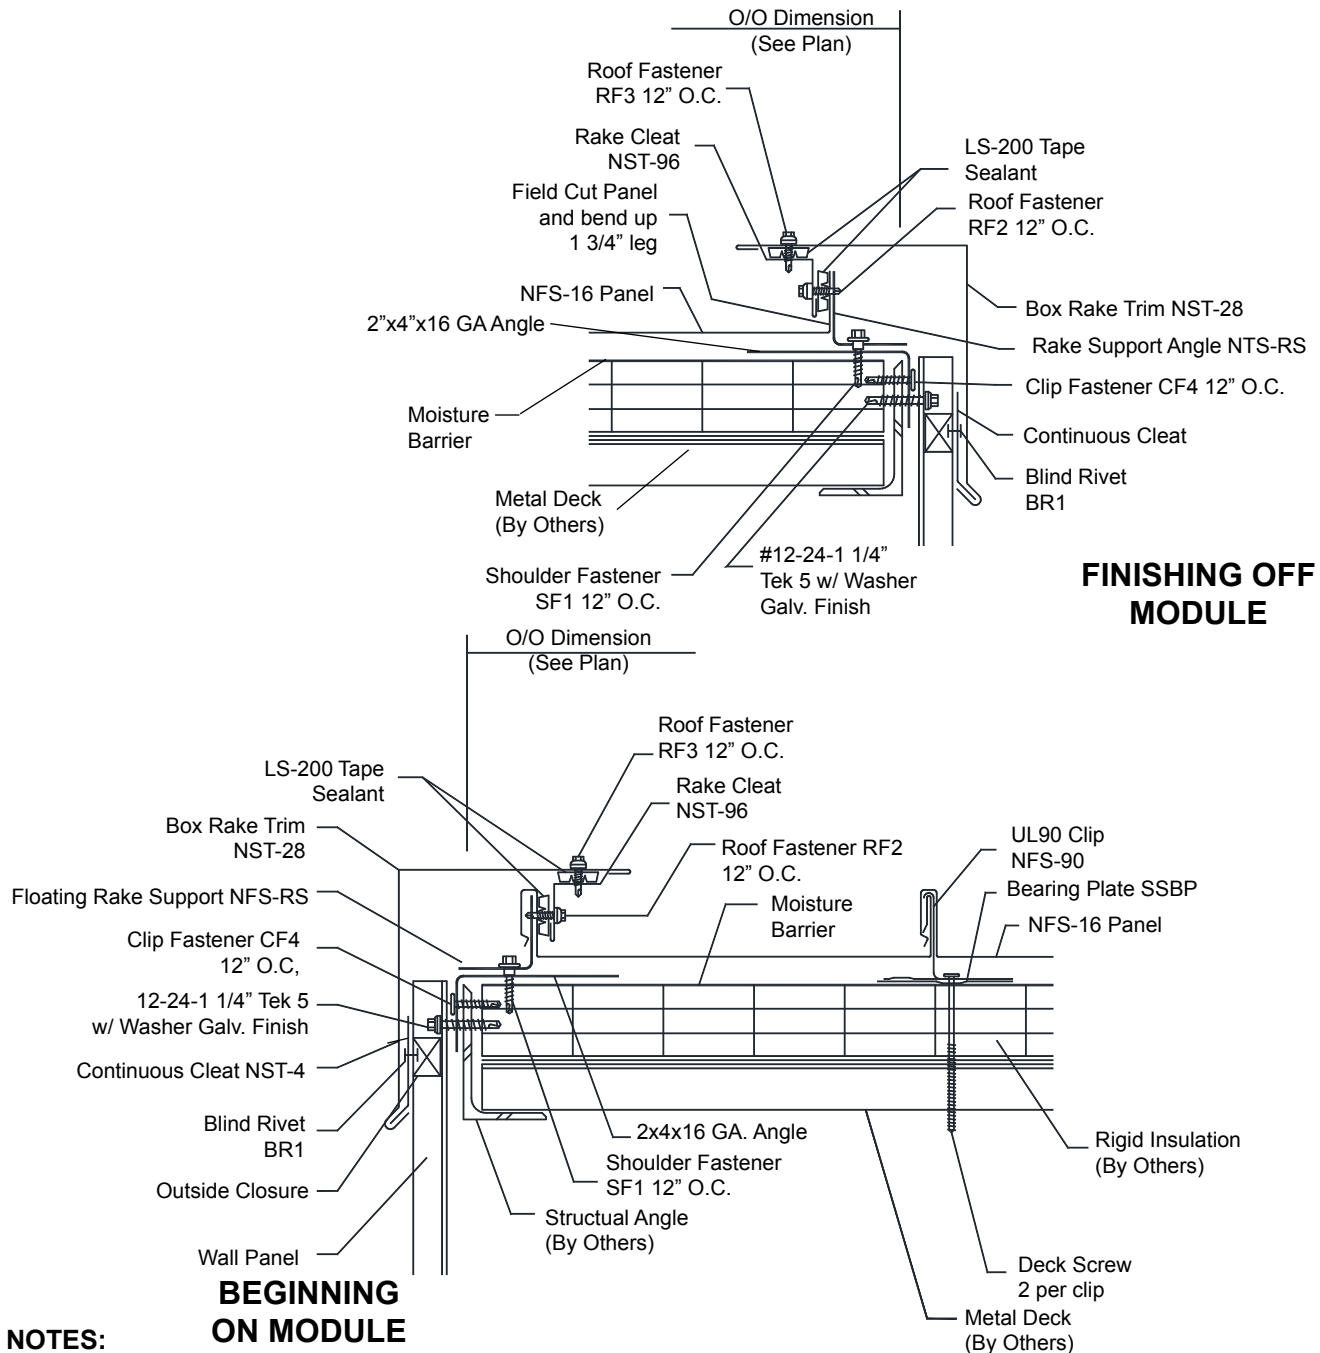 O/O Dimension
(See Plan)
Roof Fastener
RF3 12” O.C.
Rake Cleat
NST-96
Field Cut Panel
and bend up
1 3/4” leg
NFS-16 Panel
2”x4”x16 GA Angle
Moisture
Barrier
Metal Deck
(By Others)
Shoulder Fastener
SF1 12” O.C.
#12-24-1 1/4”
Tek 5 w/ Washer
Galv. Finish
LS-200 Tape
Sealant
Roof Fastener
RF2 12” O.C.
Box Rake Trim NST-28
Rake Support Angle NTS-RS
Clip Fastener CF4 12” O.C.
Continuous Cleat
Blind Rivet
BR1
FINISHING OFF
MODULE
O/O Dimension
(See Plan)
Roof Fastener
RF3 12” O.C.
LS-200 Tape
Sealant
Rake Cleat
NST-96
Box Rake Trim
NST-28
Roof Fastener RF2
12” O.C.
UL90 Clip
NFS-90
Floating Rake Support NFS-RS
Bearing Plate SSBP
Moisture
Barrier
NFS-16 Panel
Clip Fastener CF4
12” O.C,
12-24-1 1/4” Tek 5
w/ Washer Galv. Finish
Continuous Cleat NST-4
Blind Rivet
BR1
2x4x16 GA. Angle
Rigid Insulation
(By Others)
Outside Closure
Shoulder Fastener
SF1 12” O.C.
Structual Angle
(By Others)
Wall Panel
Deck Screw
2 per clip
Metal Deck
(By Others)
BEGINNING
ON MODULE
NOTES: